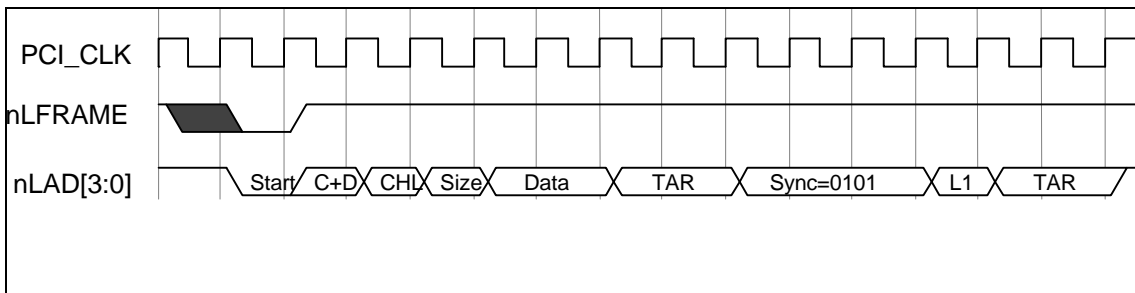 PCI_CLK
nLFRAME
nLAD[3:0] Start C+D CHL Size Data TAR Sync=0101 L1 TAR